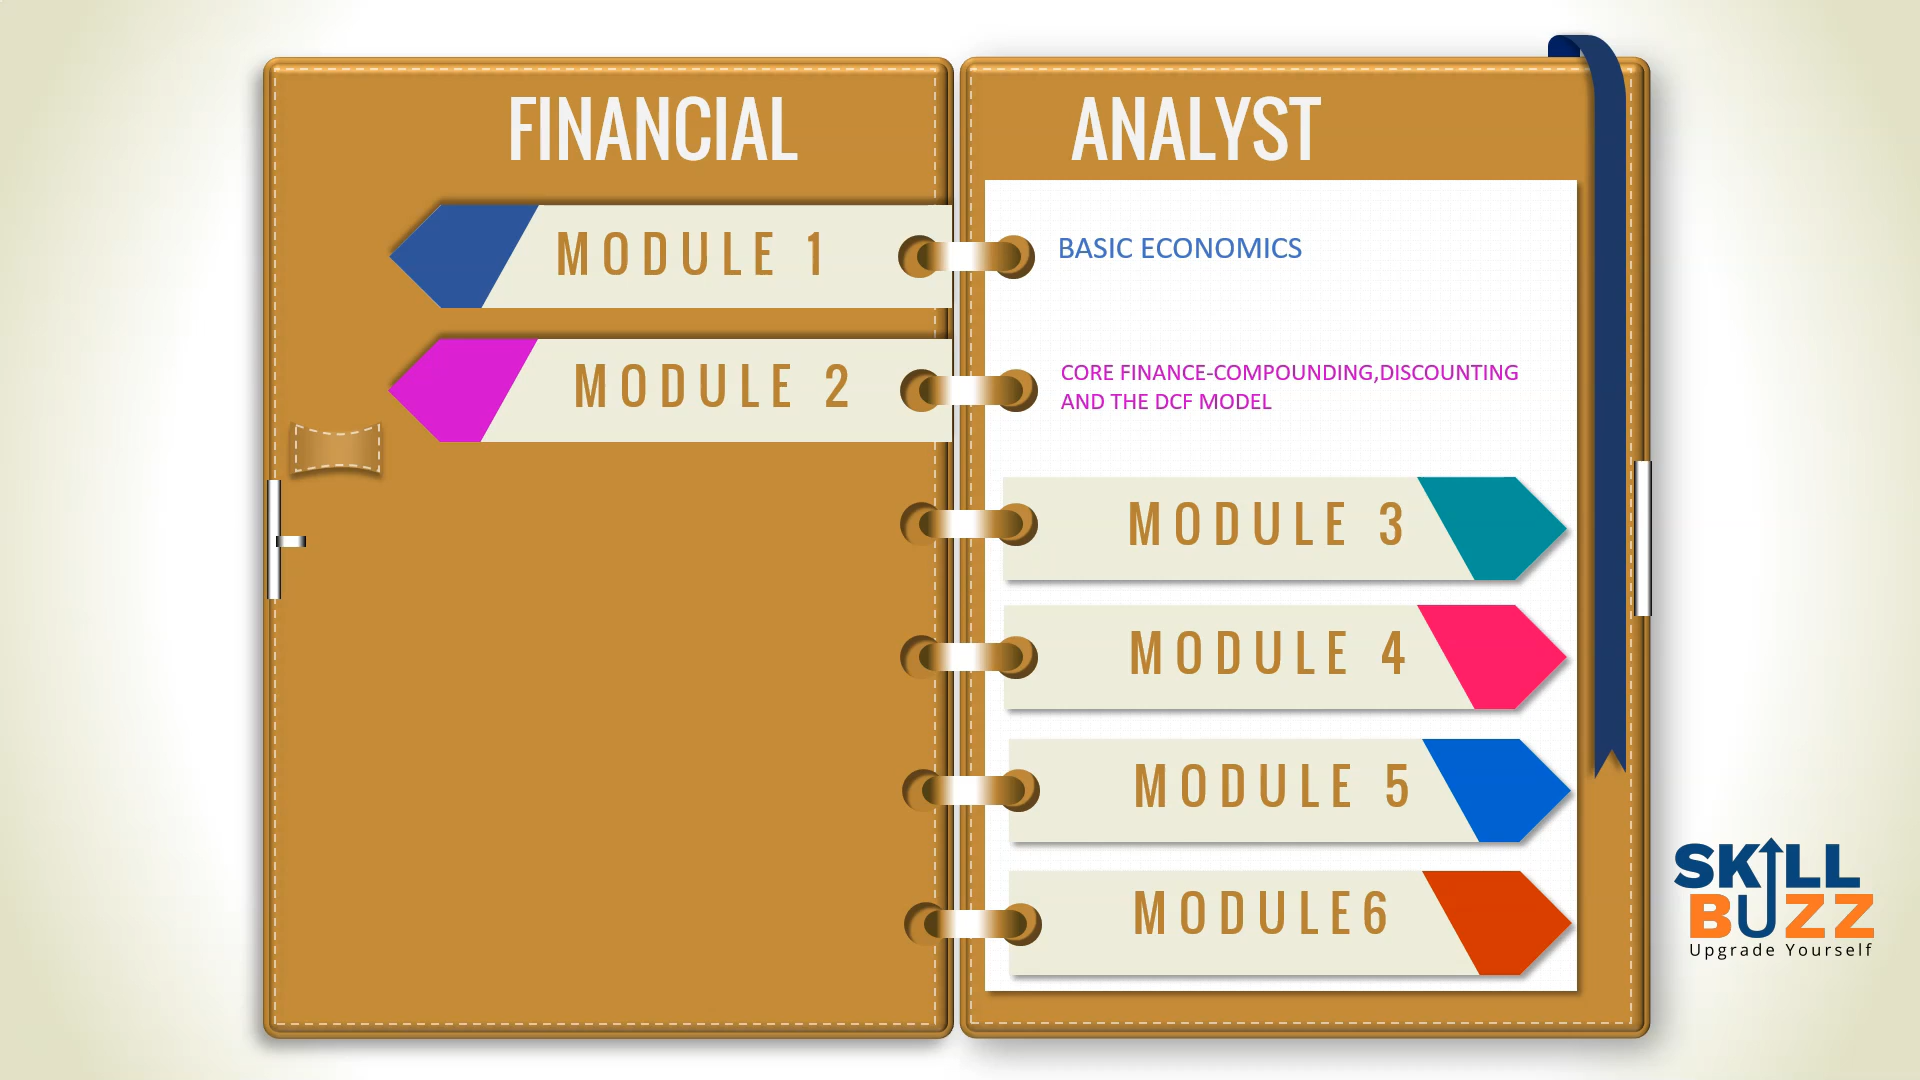 FINANCIAL ANALYST
MODULE 1
BASIC ECONOMICS
MODULE 2
CORE FINANCE-COMPOUNDING,DISCOUNTING
AND THE DCF MODEL
MODULE 3
MODULE 4
MODULE 5
MODULE6
SKILL
BUZZ
Upgrade Yourself